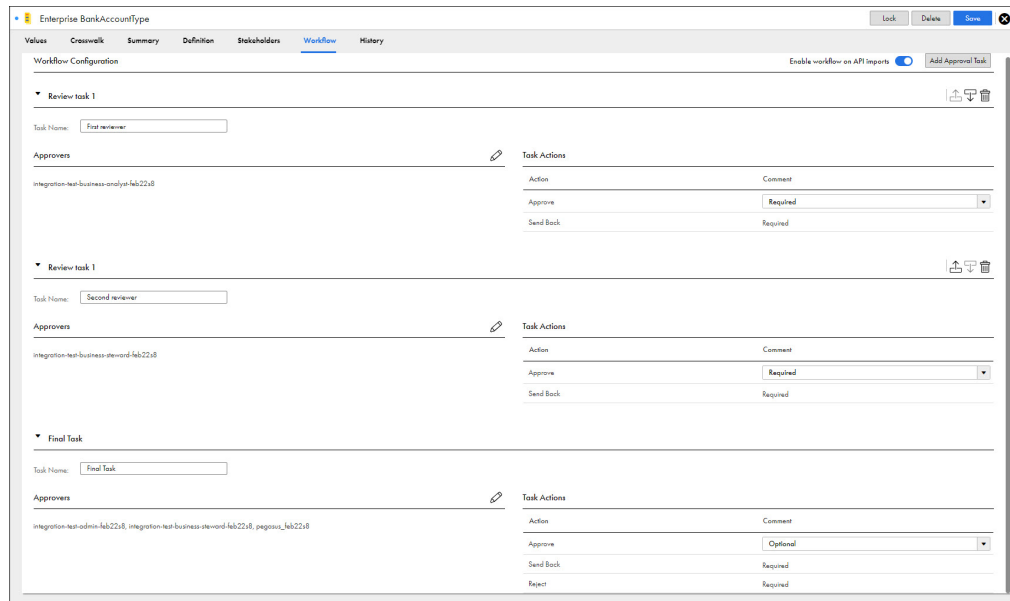 Enterprise BankAccountType
Lock Delete Save
Values Crosswalk Summary Definition Stakeholders Workflow History
Workflow Configuration Enable workflow on API imports Add Approval Task
Review task 1
Task Name: First reviewer
Approvers Task Actions
integration-test-business-analyst-feb22s8 Action Comment
Approve Required
Send Back Required
Review task 1
Task Name: Second reviewer
Approvers Task Actions
integration-test-business-steward-feb22s8 Action Comment
Approve Required
Send Back Required
Final Task
Task Name: Final Task
Approvers Task Actions
integration-test-admin-feb22s8, integration-test-business-steward-feb22s8, pegasus_feb22s8 Action Comment
Approve Optional
Send Back Required
Reject Required